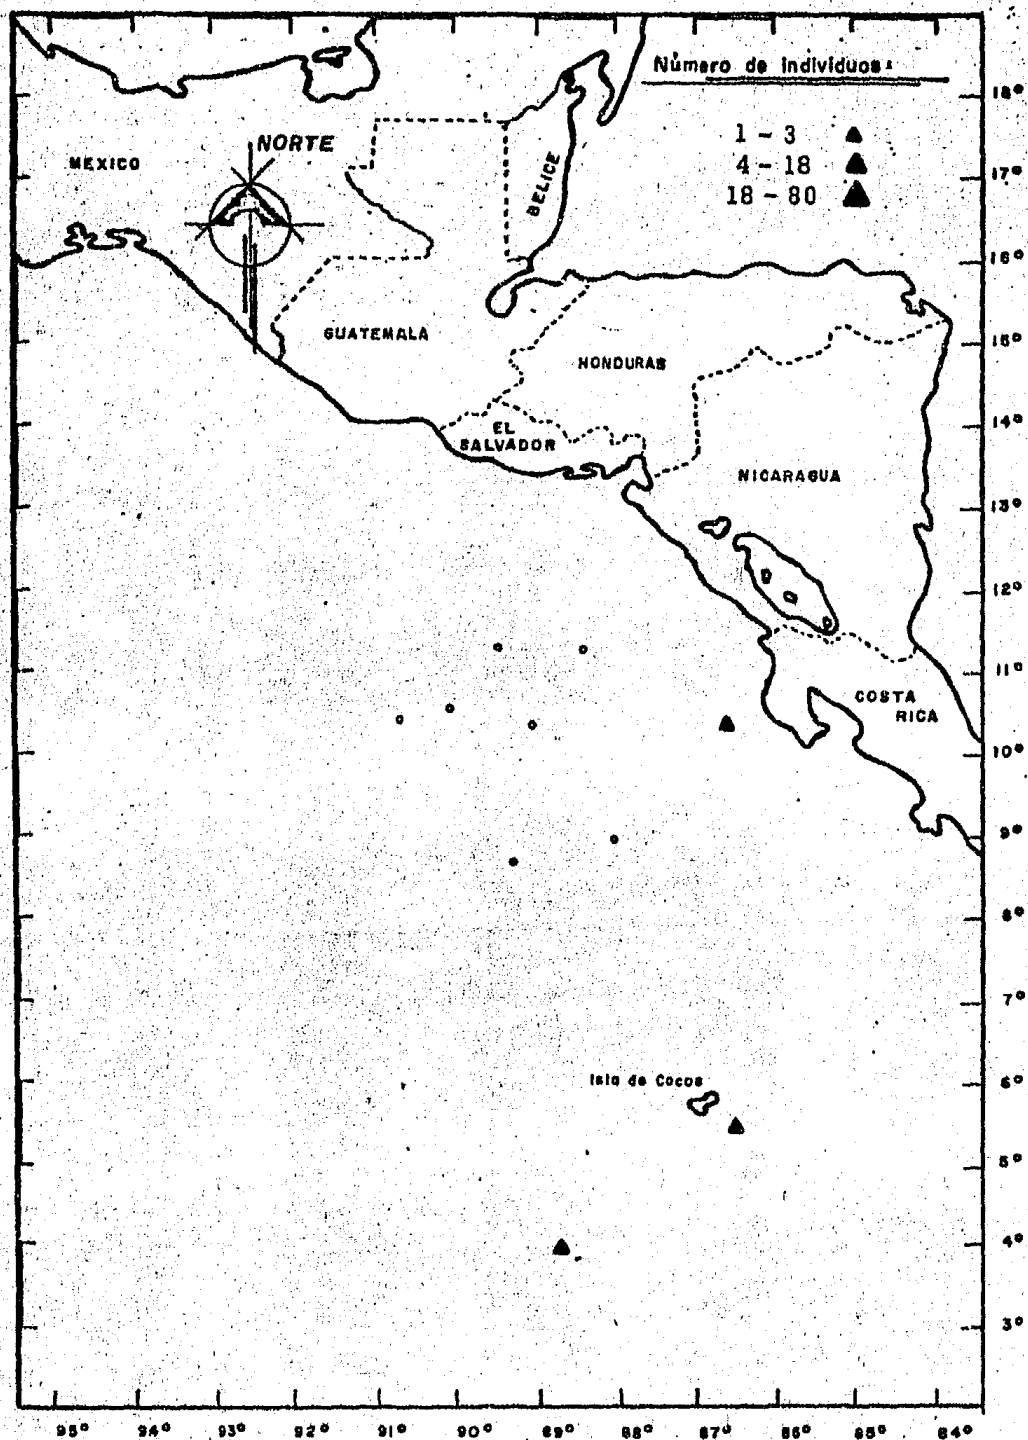 Número de individuos:
1 - 3
4 - 18
18 - 80
NORTE
MEXICO
BELICE
GUATEMALA
HONDURAS
EL
SALVADOR
NICARAGUA
COSTA
RICA
Isla de Cocos
18°
17°
16°
15°
14°
13°
12°
11°
10°
9°
8°
7°
6°
5°
4°
3°
95° 94° 93° 92° 91° 90° 89° 88° 87° 86° 85° 84°